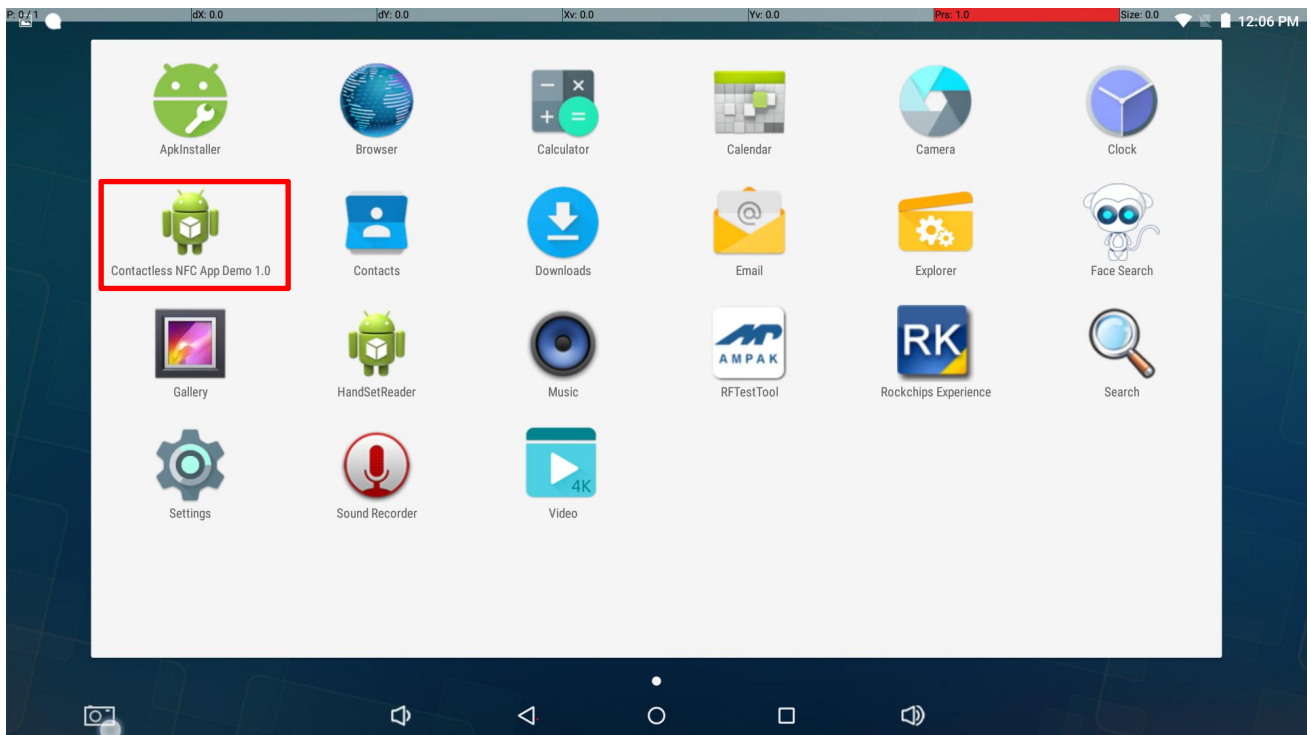 P: 0 / 1 dX: 0.0 dY: 0.0 Xv: 0.0 Yv: 0.0 Prs: 1.0 Size: 0.0
12:06 PM
ApkInstaller Browser Calculator Calendar Camera Clock
Contactless NFC App Demo 1.0 Contacts Downloads Email Explorer Face Search
AMPAK RK
Gallery HandSetReader Music RFTestTool Rockchips Experience Search
4K
Settings Sound Recorder Video